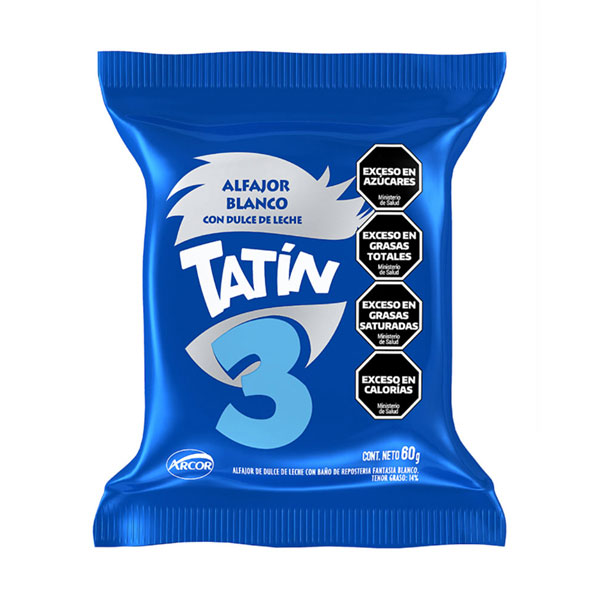 ALFAJOR
BLANCO
CON DULCE DE LECHE
TATÍN
3
EXCESO EN
AZÚCARES
Ministerio
de Salud
EXCESO EN
GRASAS
TOTALES
Ministerio
de Salud
EXCESO EN
GRASAS
SATURADAS
Ministerio
de Salud
EXCESO EN
CALORÍAS
Ministerio
de Salud
ARCOR
CONT. NETO 60g
ALFAJOR DE DULCE DE LECHE CON BAÑO DE REPOSTERIA FANTASIA BLANCO.
TENOR GRASO: 14%